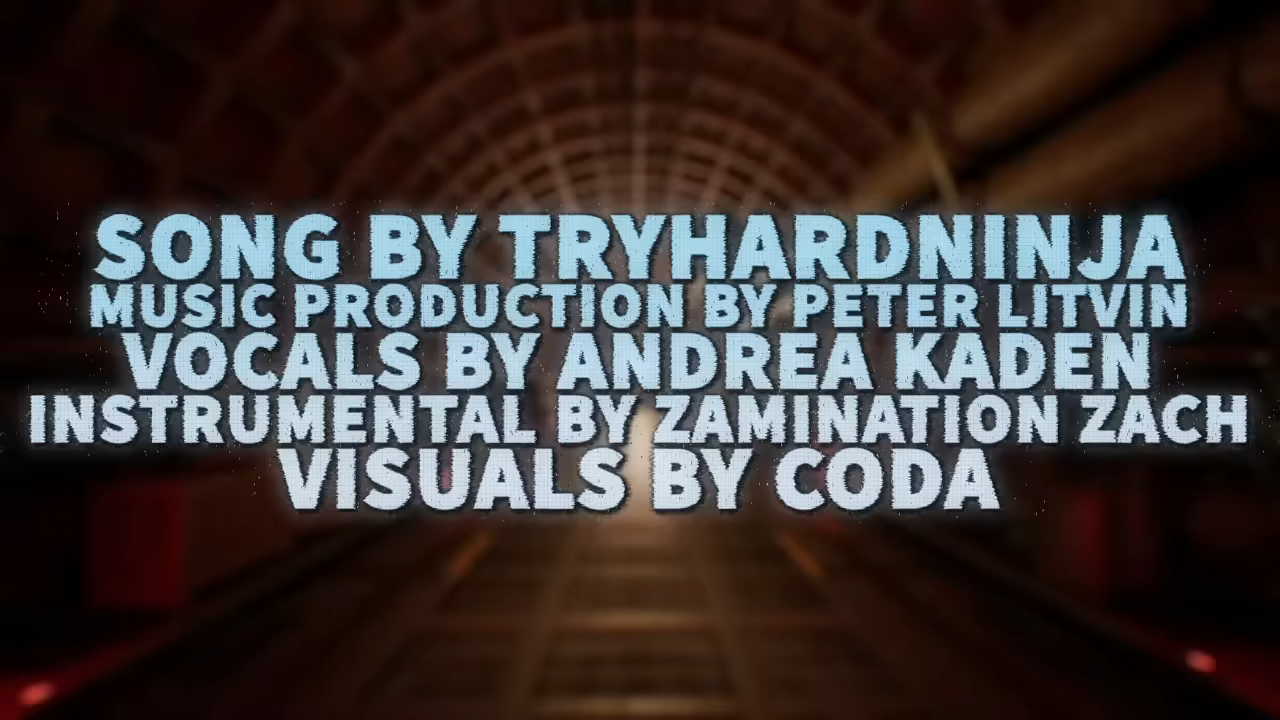 SONG BY TRYHARDNINJA
MUSIC PRODUCTION BY PETER LITVIN
VOCALS BY ANDREA KADEN
INSTRUMENTAL BY ZAMINATION ZACH
VISUALS BY CODA